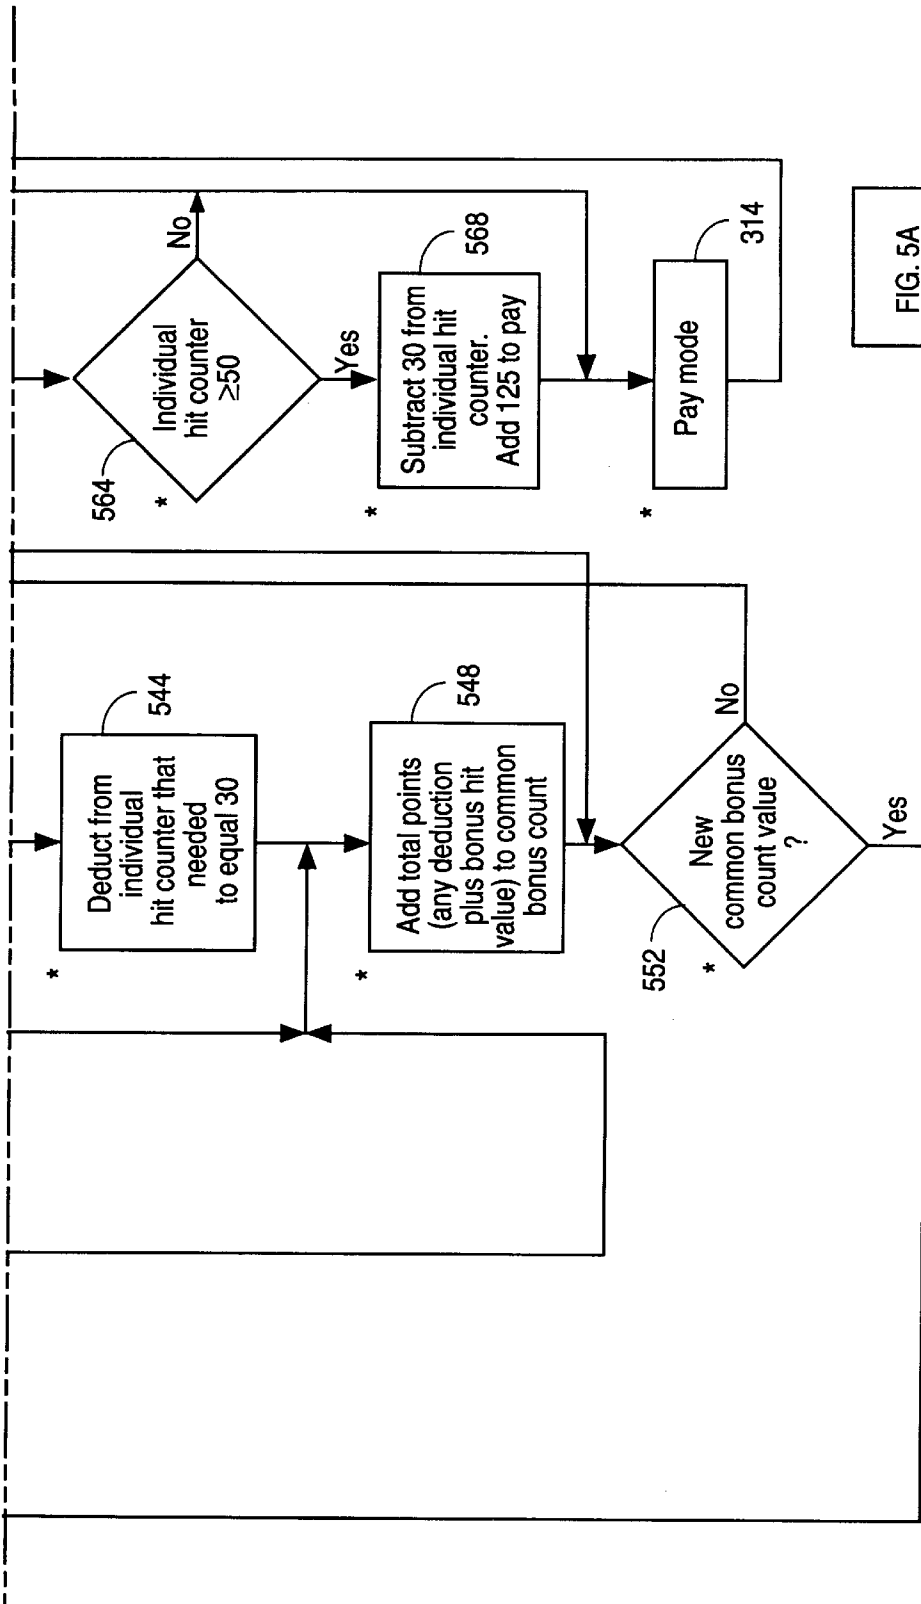 544
*
Deduct from
individual
hit counter that
needed
to equal 30
548
*
Add total points
(any deduction
plus bonus hit
value) to common
bonus count
552
*
New
common bonus
count value
?
No
Yes
564
*
Individual
hit counter
≥50
No
Yes
568
*
Subtract 30 from
individual hit
counter.
Add 125 to pay
314
*
Pay mode
FIG. 5A